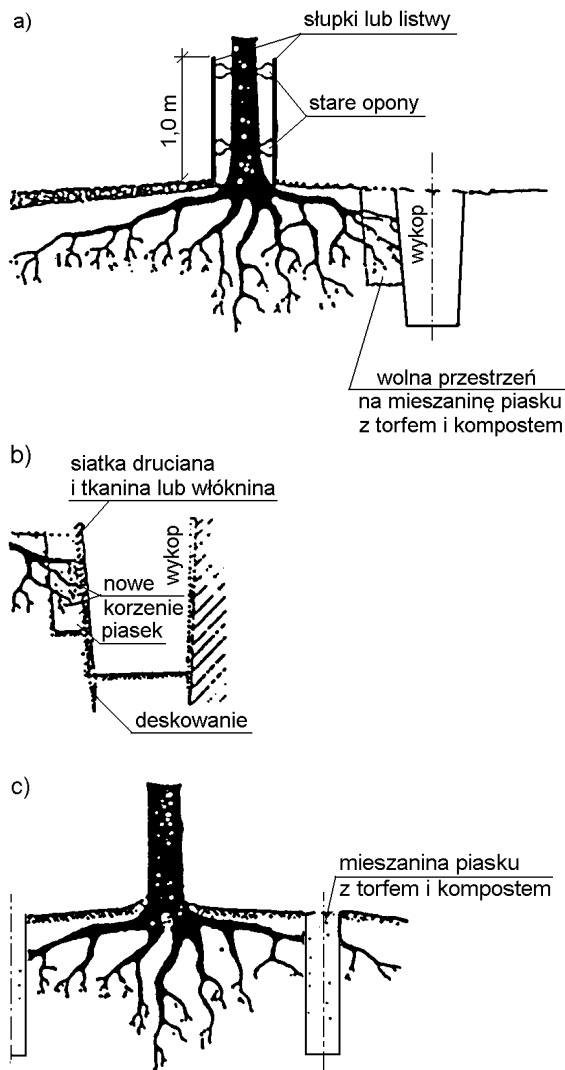 a)
słupki lub listwy
stare opony
1,0 m
wykop
wolna przestrzeń
na mieszaninę piasku
z torfem i kompostem
b)
siatka druciana
i tkanina lub włóknina
wykop
nowe
korzenie
piasek
deskowanie
c)
mieszanina piasku
z torfem i kompostem